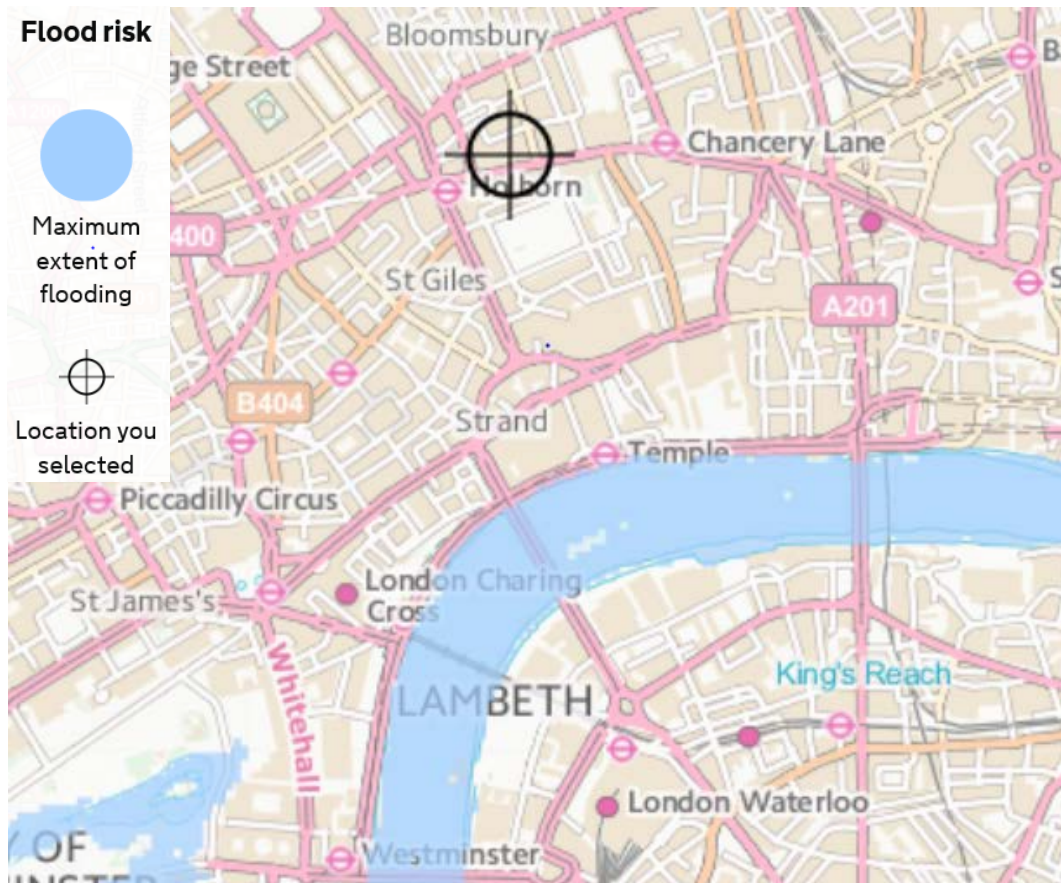 Flood risk
Maximum
extent of
flooding
Location you
selected
Bloomsbury
ge Street
B
Chancery Lane
Holborn
400
St Giles
S
A201
B404
Strand
Temple
Piccadilly Circus
London Charing
Cross
St James's
King's Reach
Whitehall
LAMBETH
London Waterloo
Westminster
Y OF